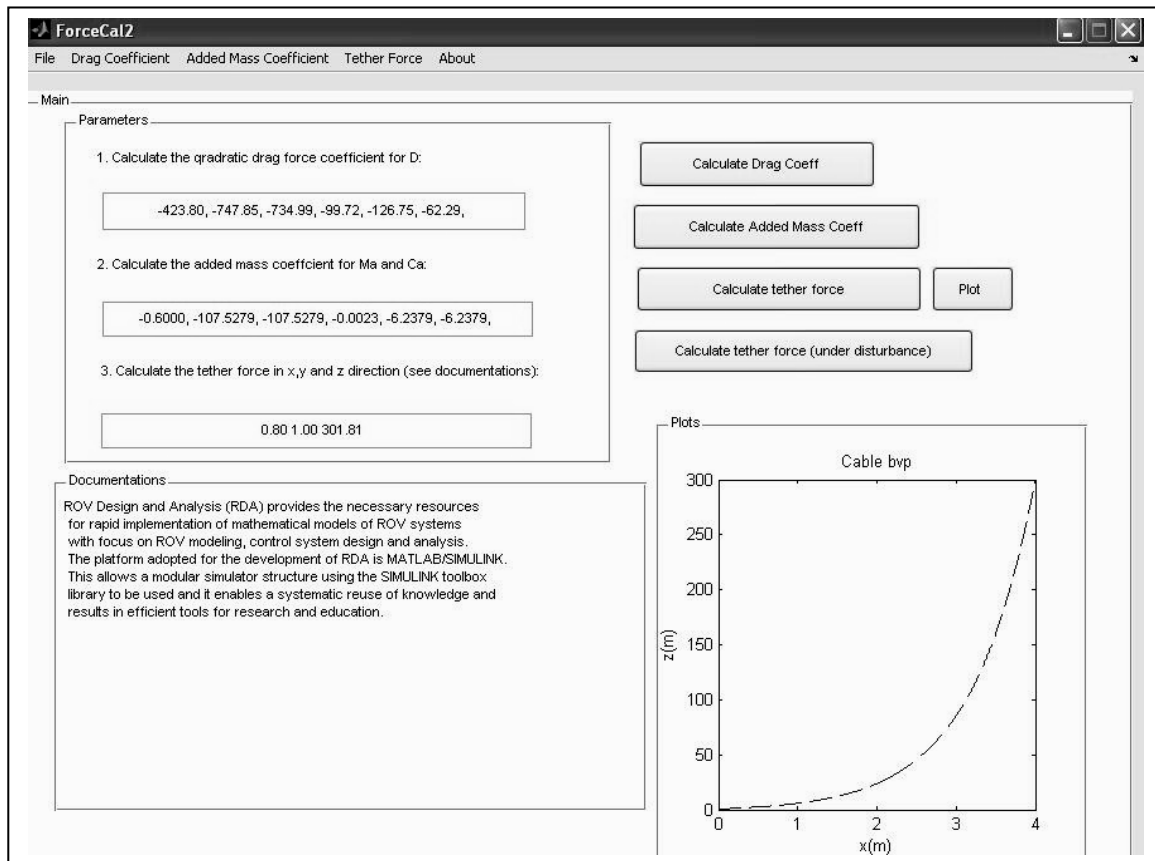 ForceCal2
File Drag Coefficient Added Mass Coefficient Tether Force About
Main
Parameters
1. Calculate the qradratic drag force coefficient for D:
-423.80, -747.85, -734.99, -99.72, -126.75, -62.29,
2. Calculate the added mass coeffcient for Ma and Ca:
-0.6000, -107.5279, -107.5279, -0.0023, -6.2379, -6.2379,
3. Calculate the tether force in x,y and z direction (see documentations):
0.80 1.00 301.81
Calculate Drag Coeff
Calculate Added Mass Coeff
Calculate tether force
Plot
Calculate tether force (under disturbance)
Documentations
ROV Design and Analysis (RDA) provides the necessary resources
for rapid implementation of mathematical models of ROV systems
with focus on ROV modeling, control system design and analysis.
The platform adopted for the development of RDA is MATLAB/SIMULINK.
This allows a modular simulator structure using the SIMULINK toolbox
library to be used and it enables a systematic reuse of knowledge and
results in efficient tools for research and education.
Plots
Cable bvp
300
250
200
150
100
50
0
z(m)
0 1 2 3 4
x(m)